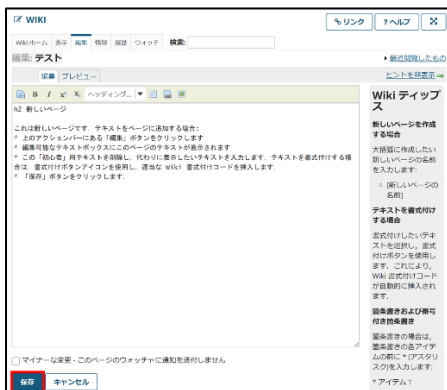 WIKI
リンク
?ヘルプ
Wikiホーム 表示 編集 情報 履歴 ウォッチ 検索:
編集: テスト
最近閲覧したもの
編集 プレビュー
ヒントを非表示
B I x² X₂ ヘッディング...
h2 新しいページ
これは新しいページです. テキストをページに追加する場合:
* 上のアクションバーにある「編集」ボタンをクリックします
* 編集可能なテキストボックスにこのページのテキストが表示されます
* この「初心者」用テキストを削除し、代わりに表示したいテキストを入力します. テキストを書式付けする場
合は、書式付けボタンアイコンを使用し、適当な Wiki 書式付けコードを挿入します.
* 「保存」ボタンをクリックします.
マイナーな変更 - このページのウォッチャに通知を送付しません
保存 キャンセル
Wiki ティップ
ス
新しいページを作成
する場合
大括弧に作成したい
新しいページの名前
を入力します:
[新しいページの
名前]
テキストを書式付け
する場合
書式付けしたいテキ
ストを選択し、書式
付けボタンを使用し
ます. これにより,
Wiki 書式付けコード
が自動的に挿入され
ます.
箇条書きおよび番号
付き箇条書き
箇条書きの場合は,
箇条書きの各アイテ
ムの前に * (アスタリ
スク)を入力します:
* アイテム 1